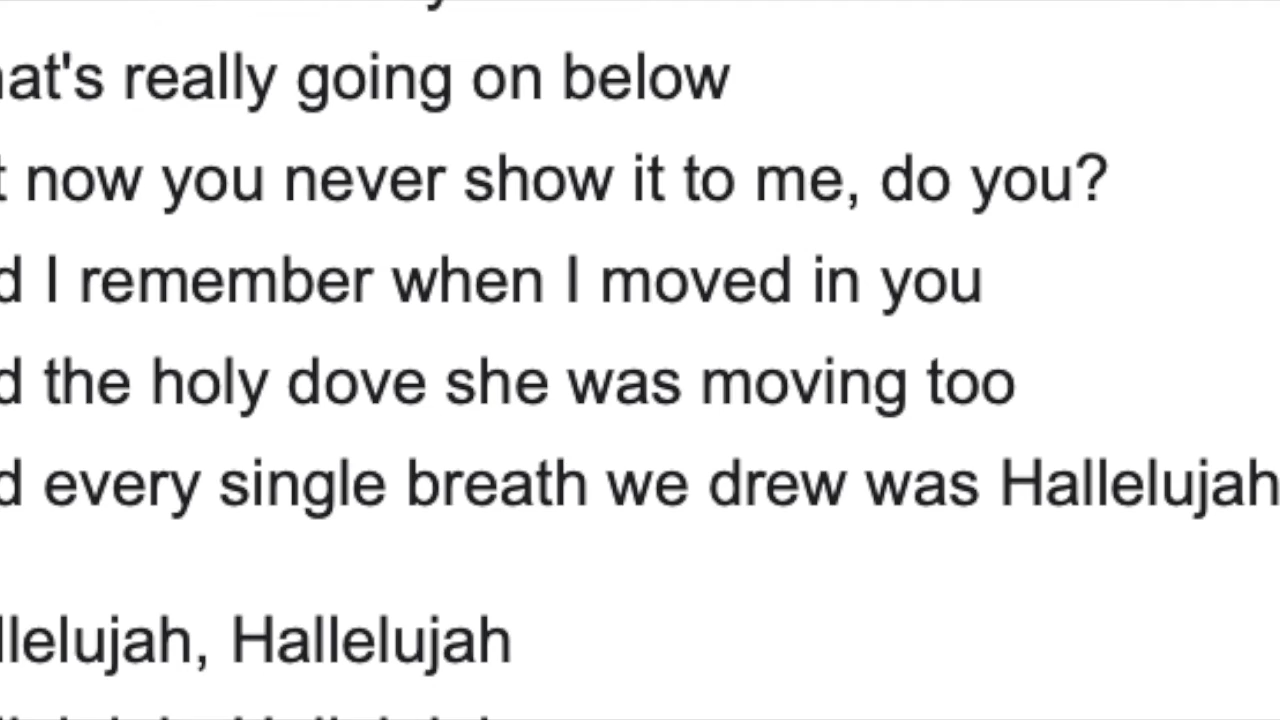 hat's really going on below
t now you never show it to me, do you?
d I remember when I moved in you
d the holy dove she was moving too
d every single breath we drew was Hallelujah
llelujah, Hallelujah